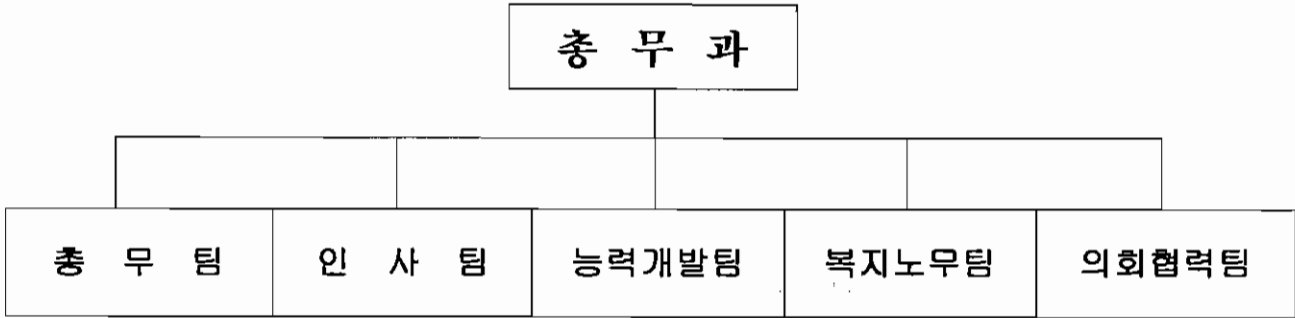 총 무 과
총 무 팀 인 사 팀 능력개발팀 복지노무팀 의회협력팀